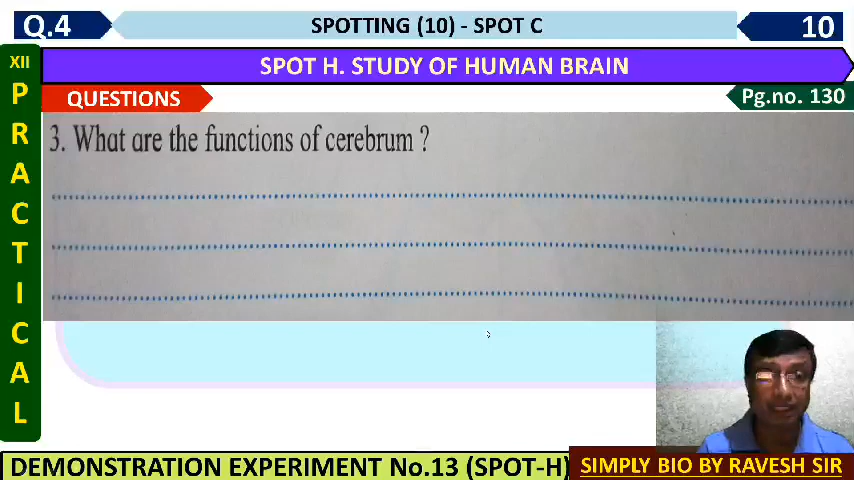 Q.4
SPOTTING (10) - SPOT C
10
XII
PRACTICAL
SPOT H. STUDY OF HUMAN BRAIN
QUESTIONS
Pg.no. 130
3. What are the functions of cerebrum ?
DEMONSTRATION EXPERIMENT No.13 (SPOT-H)
SIMPLY BIO BY RAVESH SIR